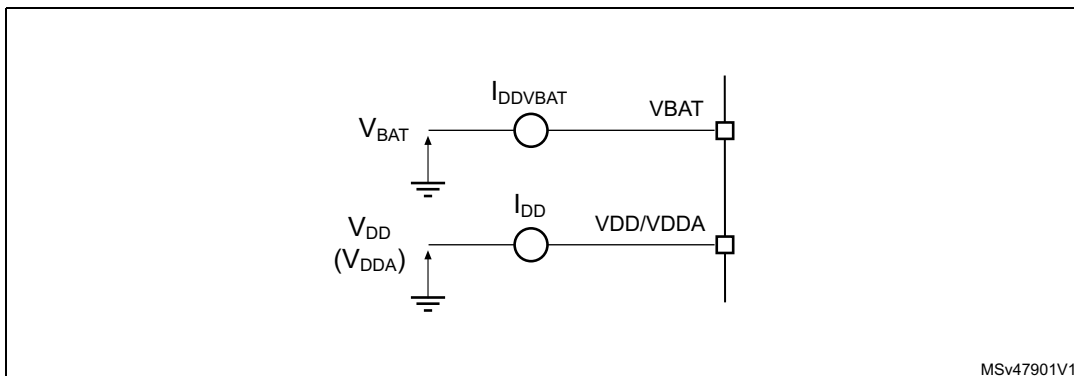 IDDVBAT
VBAT
VBAT
IDD
VDD/VDDA
VDD
(VDDA)
MSv47901V1